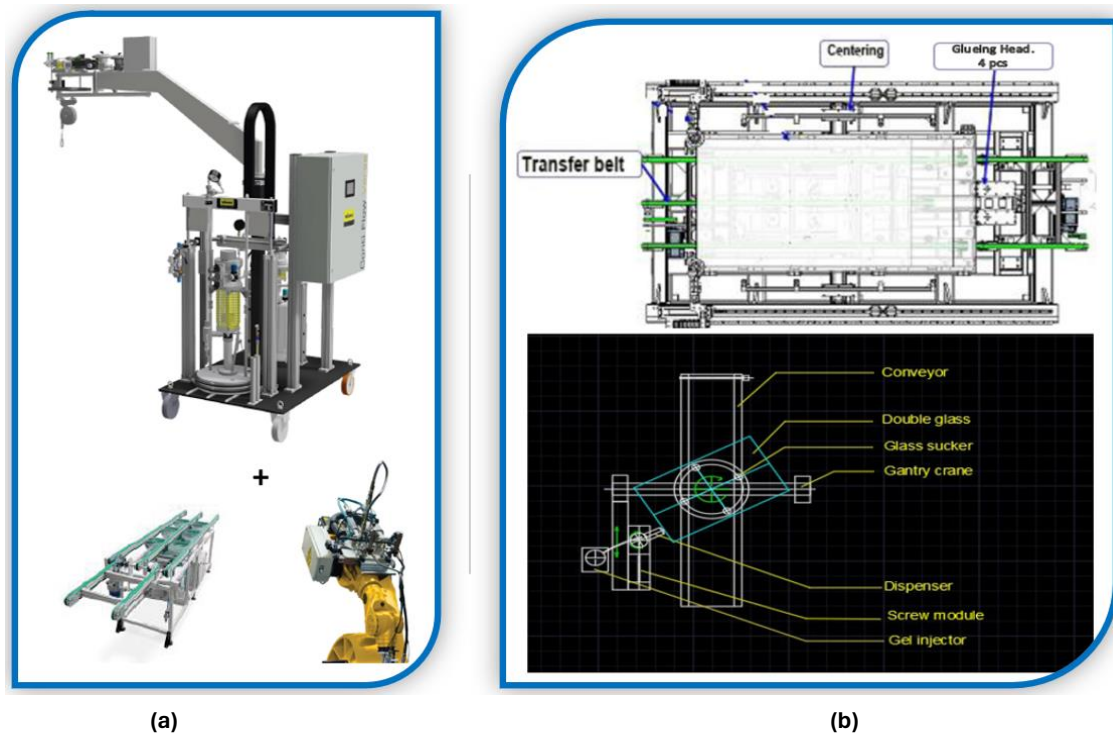 +
(a)
Centering
Glueing Head.
4 pcs
Transfer belt
Conveyor
Double glass
Glass sucker
Gantry crane
Dispenser
Screw module
Gel injector
(b)